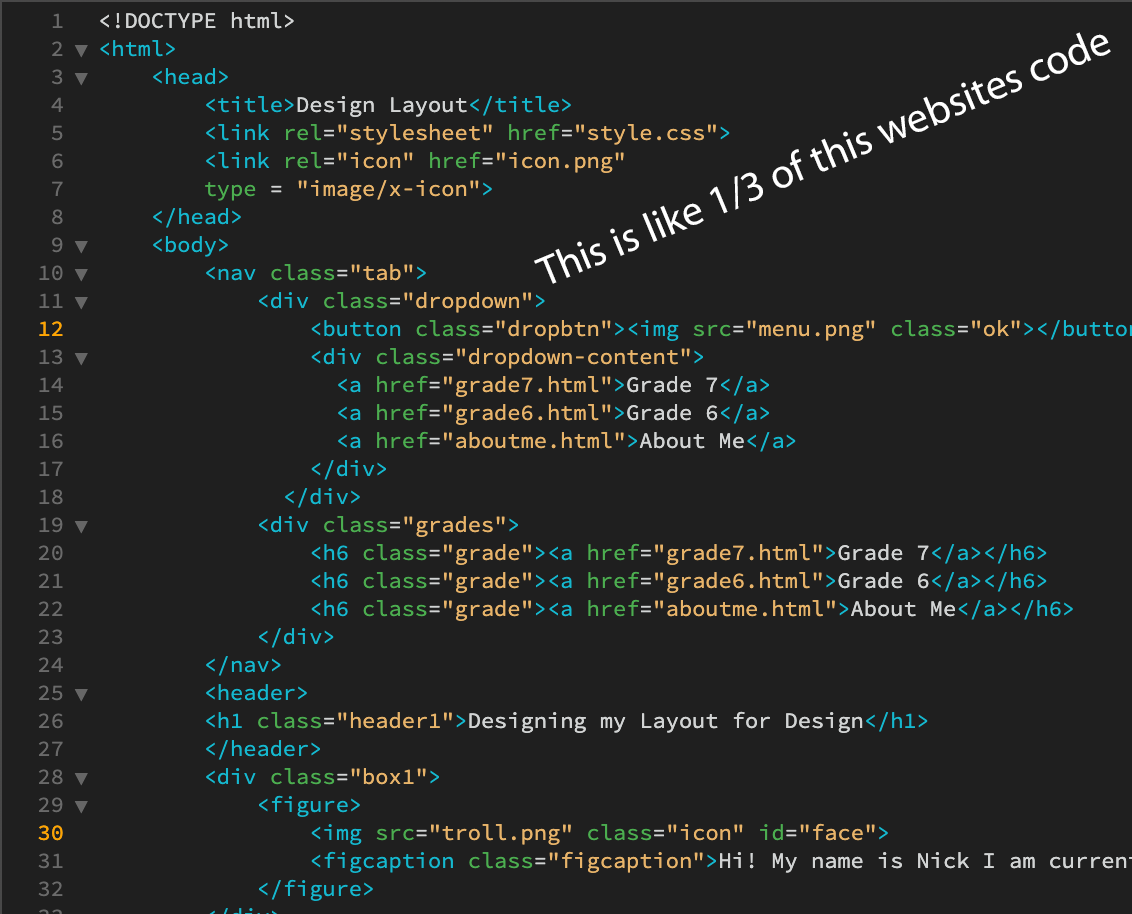 1 <!DOCTYPE html>
2 <html>
3 <head>
4 <title>Design Layout</title>
5 <link rel="stylesheet" href="style.css">
6 <link rel="icon" href="icon.png"
7 type = "image/x-icon">
8 </head>
9 <body>
10 <nav class="tab">
11 <div class="dropdown">
12 <button class="dropbtn"><img src="menu.png" class="ok"></button
13 <div class="dropdown-content">
14 <a href="grade7.html">Grade 7</a>
15 <a href="grade6.html">Grade 6</a>
16 <a href="aboutme.html">About Me</a>
17 </div>
18 </div>
19 <div class="grades">
20 <h6 class="grade"><a href="grade7.html">Grade 7</a></h6>
21 <h6 class="grade"><a href="grade6.html">Grade 6</a></h6>
22 <h6 class="grade"><a href="aboutme.html">About Me</a></h6>
23 </div>
24 </nav>
25 <header>
26 <h1 class="header1">Designing my Layout for Design</h1>
27 </header>
28 <div class="box1">
29 <figure>
30 <img src="troll.png" class="icon" id="face">
31 <figcaption class="figcaption">Hi! My name is Nick I am current
32 </figure>
33 </div>
This is like 1/3 of this websites code